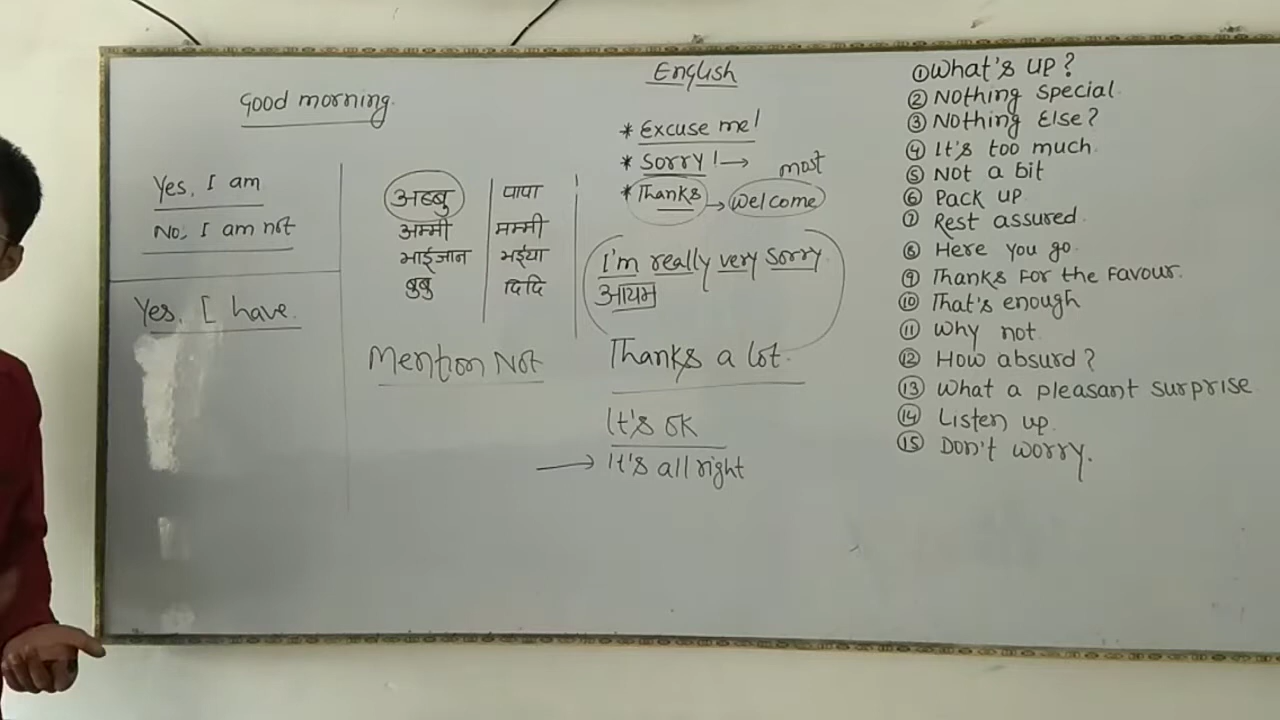 English
Good morning.
Yes, I am
No, I am not
Yes, I have.
अब्बु पापा
अम्मी मम्मी
भाईजान भईया
बुबु दिदि
Mention Not
* Excuse me!
* Sorry! →
most
* Thanks → Welcome
I'm really very sorry
आयम
Thanks a lot.
It's ok
→ It's all right
① What's up?
② Nothing special
③ Nothing Else?
④ It's too much
⑤ Not a bit
⑥ Pack up
⑦ Rest assured
⑧ Here you go
⑨ Thanks for the favour.
⑩ That's enough
⑪ Why not
⑫ How absurd?
⑬ What a pleasant surprise
⑭ Listen up
⑮ Don't worry.